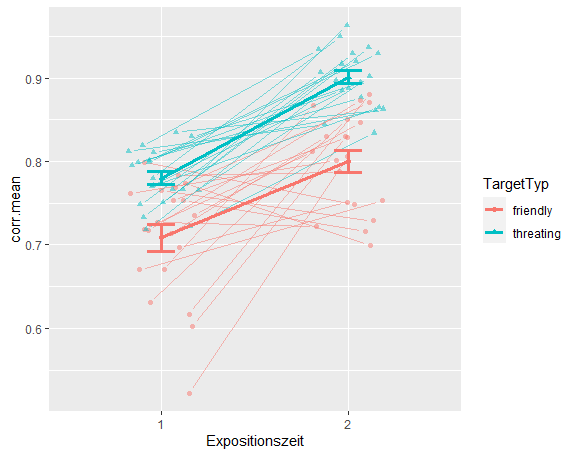 0.9
0.8
0.7
0.6
corr.mean
1
2
Expositionszeit
TargetTyp
friendly
threating